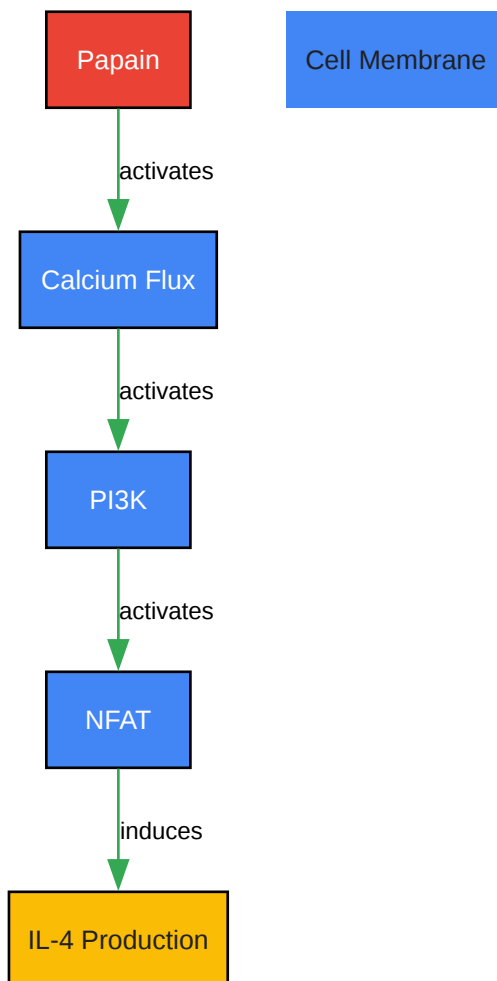 Papain
Cell Membrane
activates
Calcium Flux
activates
PI3K
activates
NFAT
induces
IL-4 Production